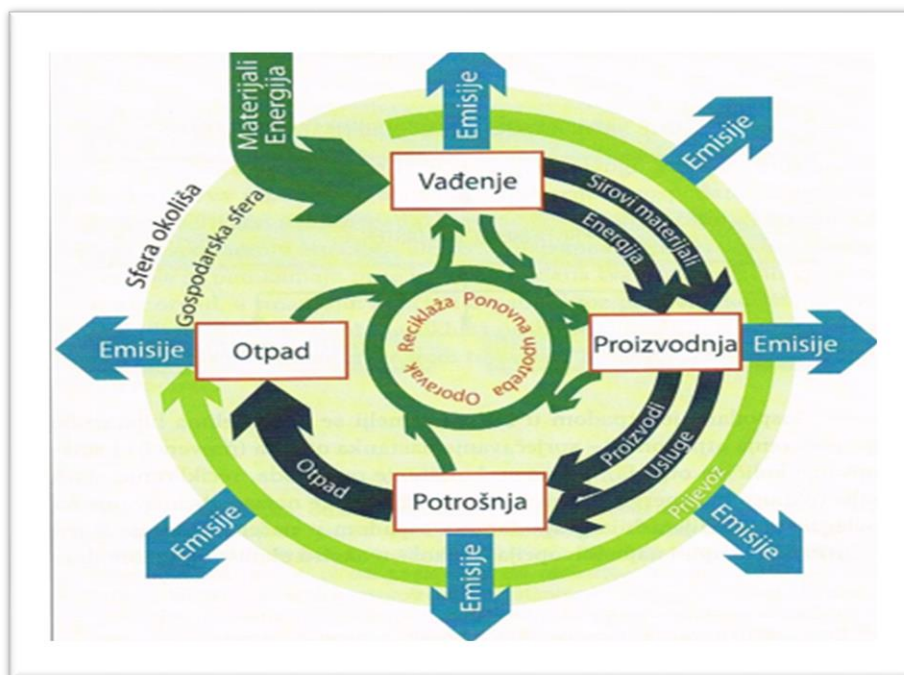 Materijali
Energija
Emisije
Emisije
Vađenje
Sirovi materijali
Energija
Sfera okoliša
Gospodarska sfera
Reciklaža Ponovna upotreba Oporavak
Emisije
Otpad
Proizvodnja
Emisije
Otpad
Proizvodi
Usluge
Potrošnja
Prijevoz
Emisije
Emisije
Emisije